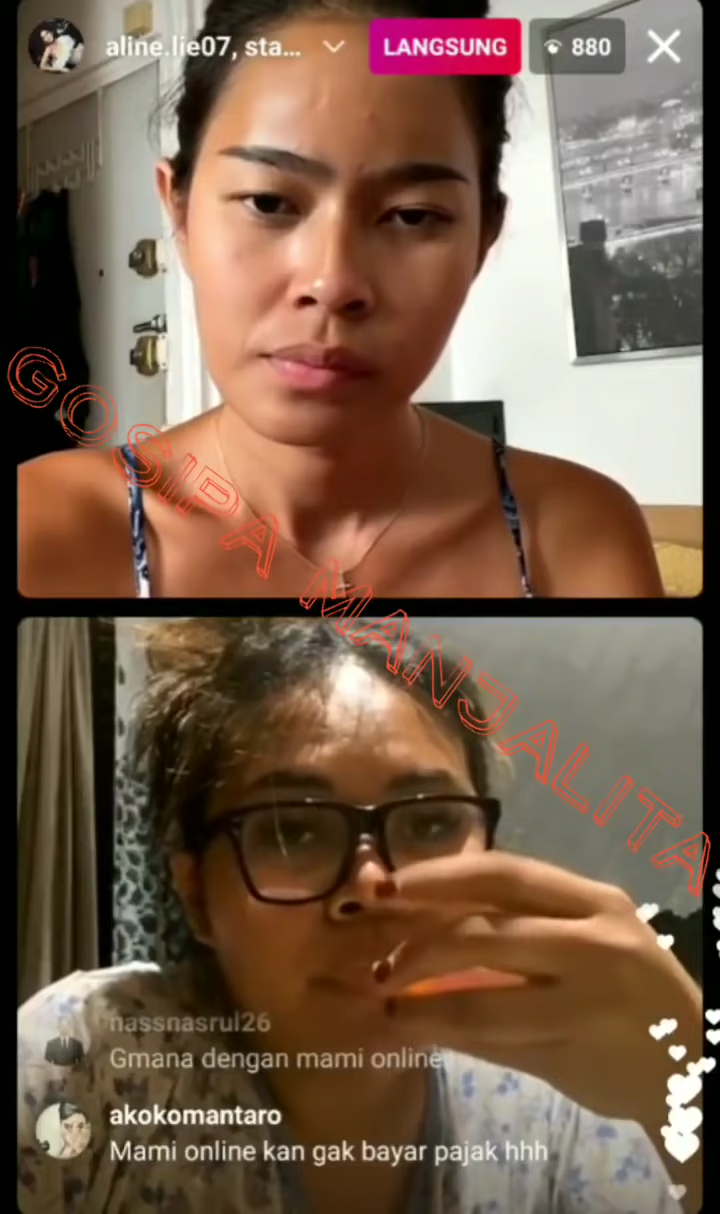 aline.lie07, sta...
LANGSUNG
880
GOSIPA MANJALITA
nassnasrul26
Gmana dengan mami online
akokomantaro
Mami online kan gak bayar pajak hhh